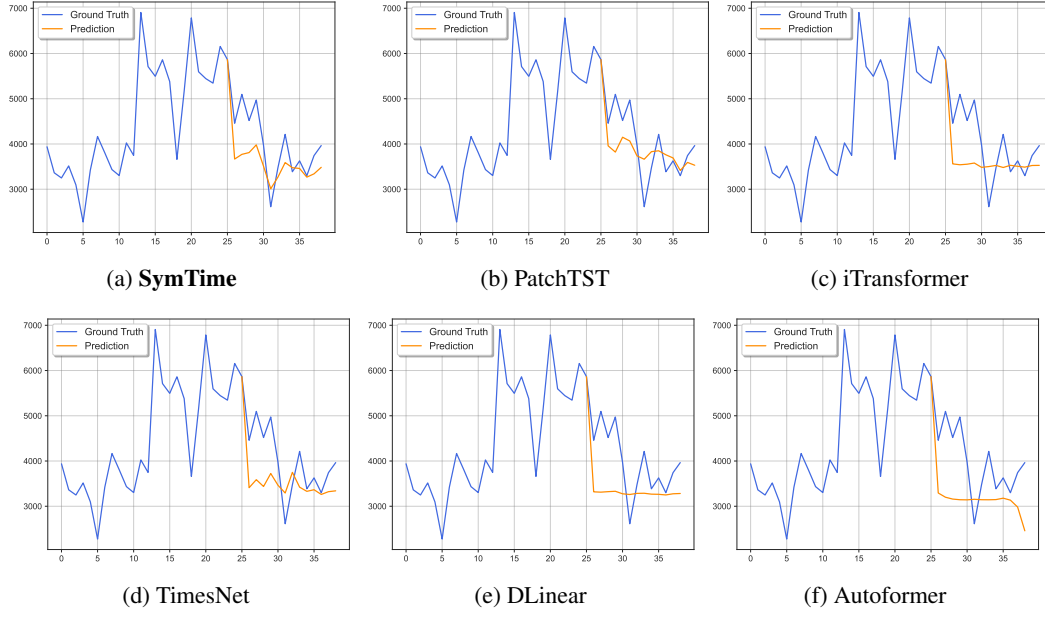 Ground Truth
Prediction
7000
6000
5000
4000
3000
0 5 10 15 20 25 30 35
(a) SymTime
Ground Truth
Prediction
7000
6000
5000
4000
3000
0 5 10 15 20 25 30 35
(b) PatchTST
Ground Truth
Prediction
7000
6000
5000
4000
3000
0 5 10 15 20 25 30 35
(c) iTransformer
Ground Truth
Prediction
7000
6000
5000
4000
3000
0 5 10 15 20 25 30 35
(d) TimesNet
Ground Truth
Prediction
7000
6000
5000
4000
3000
0 5 10 15 20 25 30 35
(e) DLinear
Ground Truth
Prediction
7000
6000
5000
4000
3000
0 5 10 15 20 25 30 35
(f) Autoformer